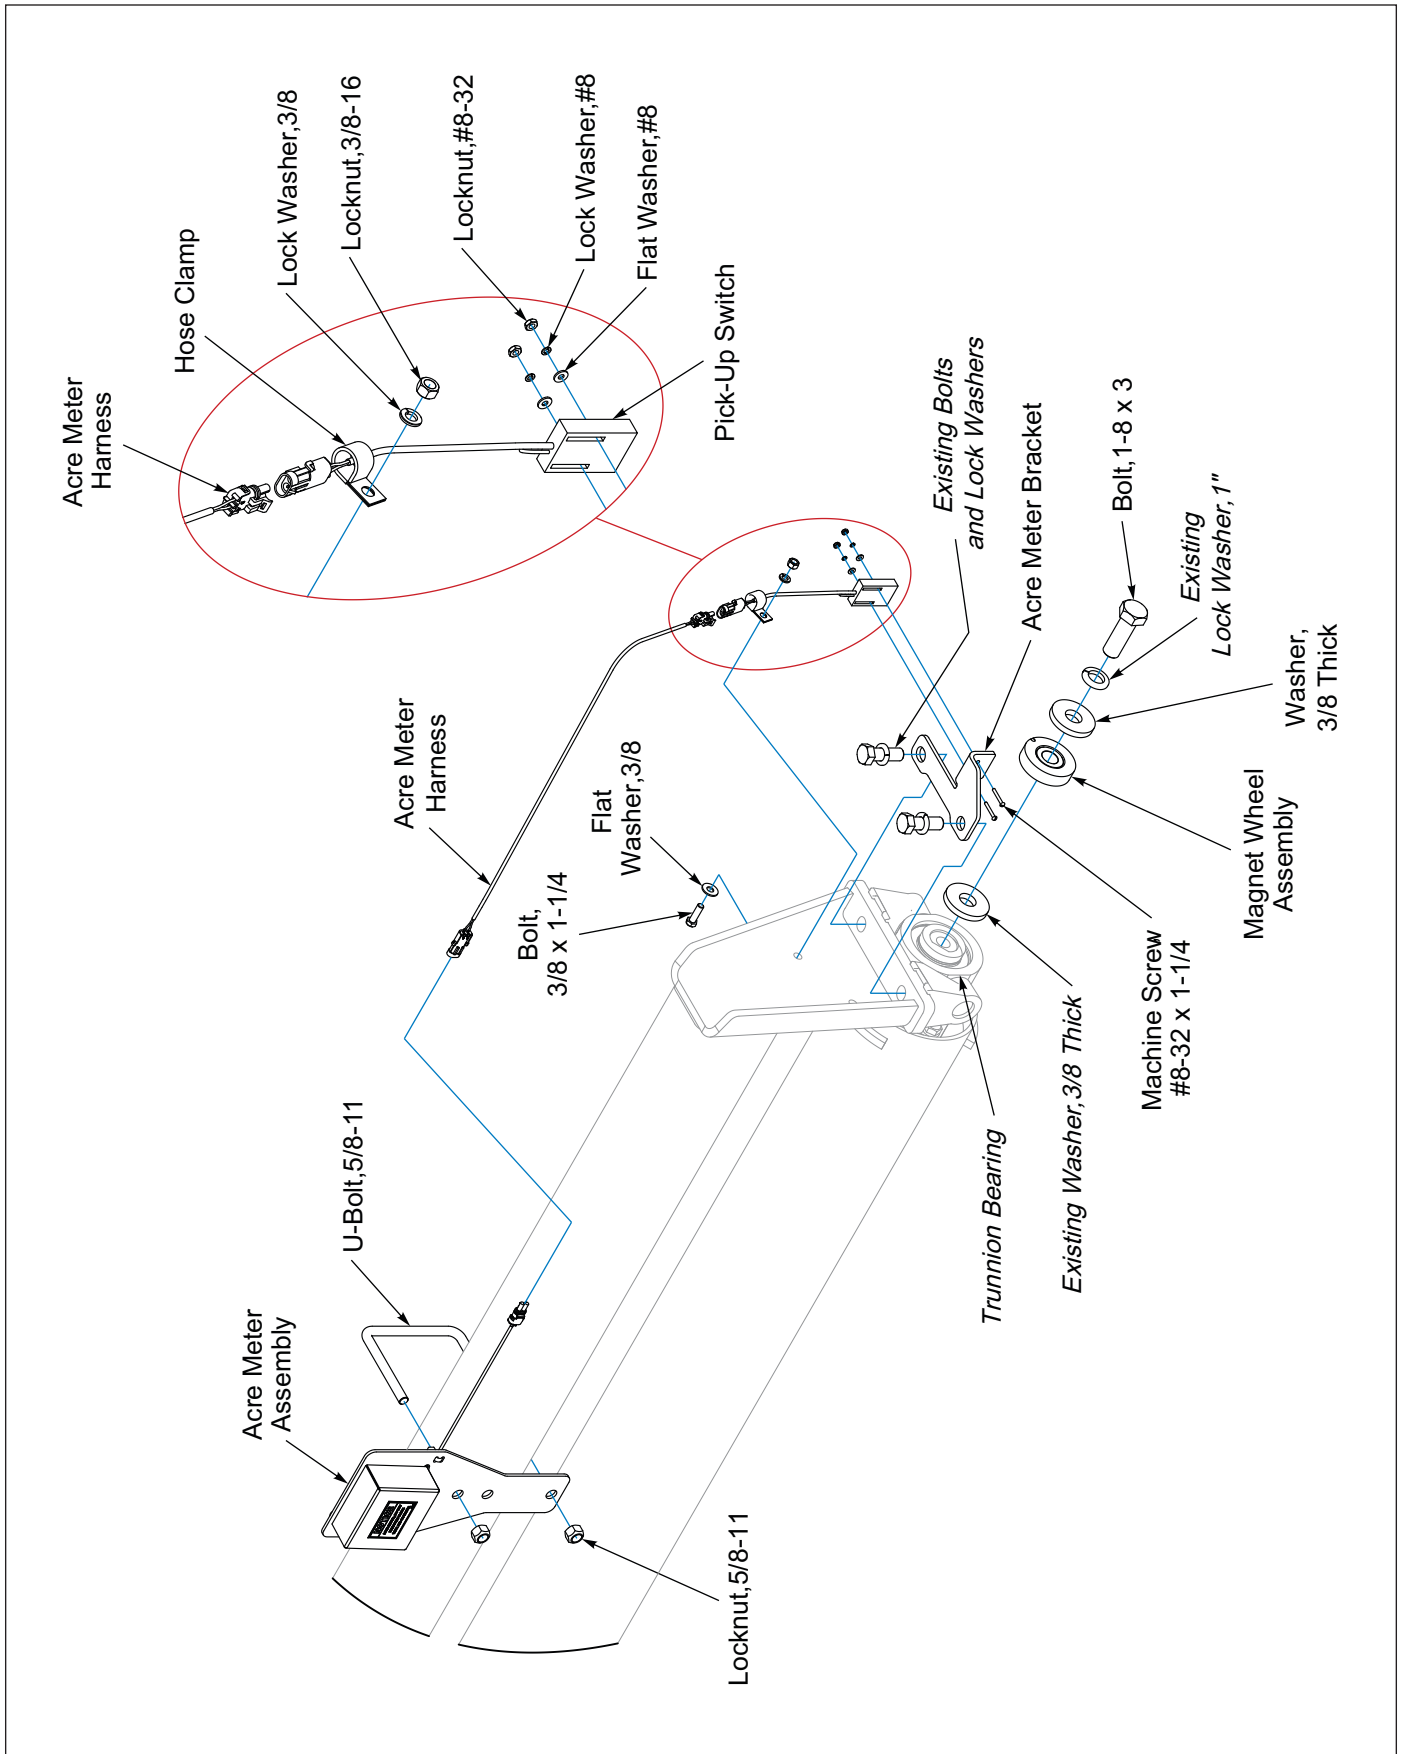 Acre Meter
Harness
Hose Clamp
Lock Washer,3/8
Locknut,3/8-16
Locknut,#8-32
Lock Washer,#8
Flat Washer,#8
Pick-Up Switch
Existing Bolts
and Lock Washers
Acre Meter Bracket
Bolt,1-8 x 3
Existing
Lock Washer,1"
Washer,
3/8 Thick
Magnet Wheel
Assembly
Machine Screw
#8-32 x 1-1/4
Existing Washer,3/8 Thick
Trunnion Bearing
Acre Meter
Harness
Flat
Washer,3/8
Bolt,
3/8 x 1-1/4
U-Bolt,5/8-11
Acre Meter
Assembly
Locknut,5/8-11